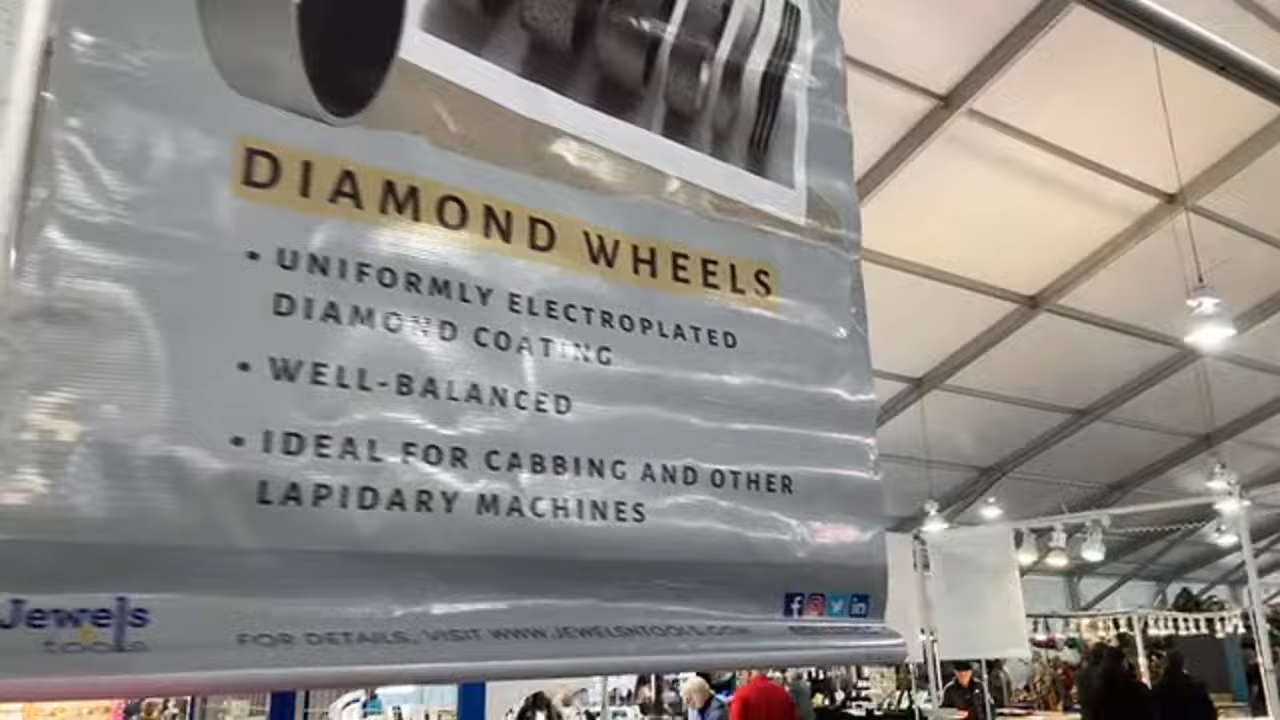 DIAMOND WHEELS
• UNIFORMLY ELECTROPLATED
DIAMOND COATING
• WELL-BALANCED
• IDEAL FOR CABBING AND OTHER
LAPIDARY MACHINES
Jewels
tools
FOR DETAILS, VISIT WWW.JEWELSNTOOLS.COM